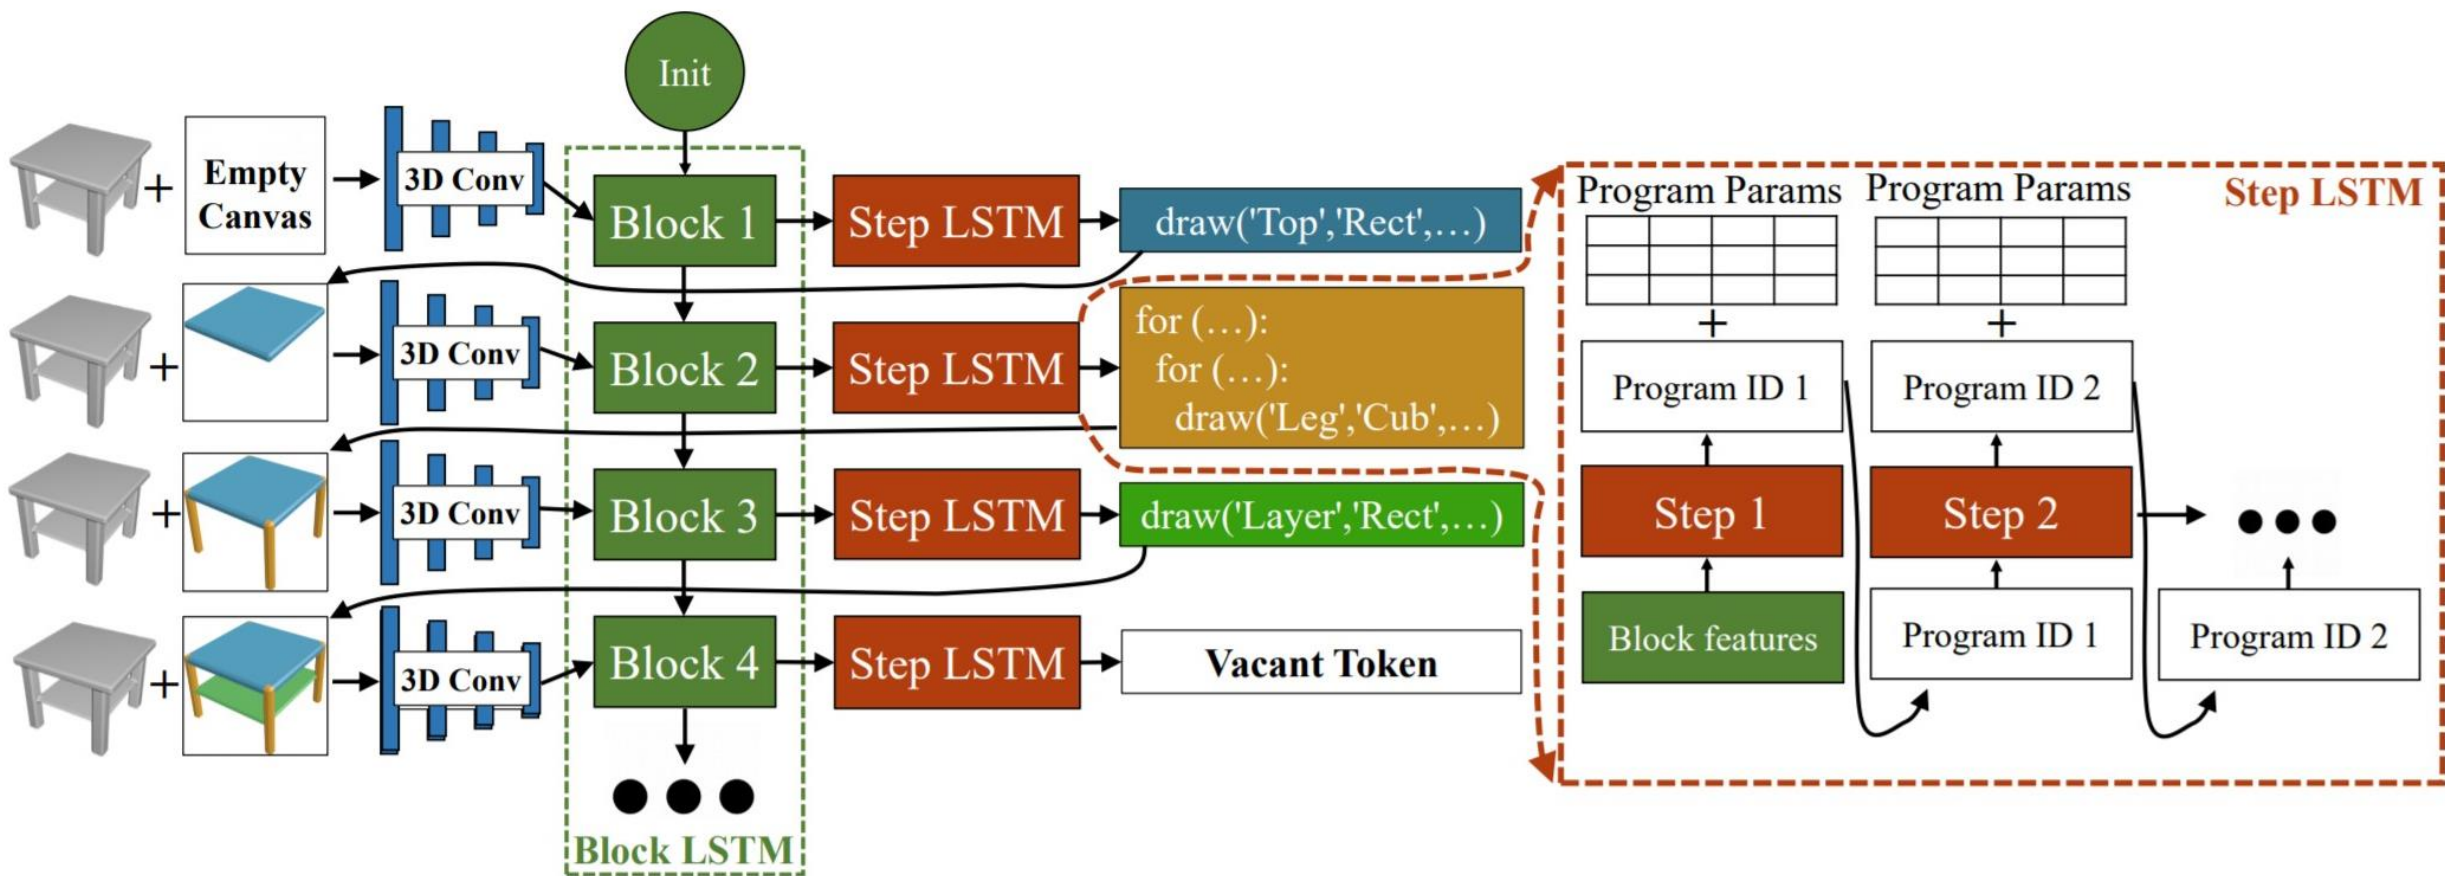 Init
Empty
Canvas
3D Conv
Block 1
Step LSTM
draw('Top','Rect',...)
3D Conv
Block 2
Step LSTM
for (...):
for (...):
draw('Leg','Cub',...)
3D Conv
Block 3
Step LSTM
draw('Layer','Rect',...)
3D Conv
Block 4
Step LSTM
Vacant Token
Block LSTM
Program Params
Program Params
Step LSTM
+
+
Program ID 1
Program ID 2
Step 1
Step 2
Block features
Program ID 1
Program ID 2
+
+
+
+